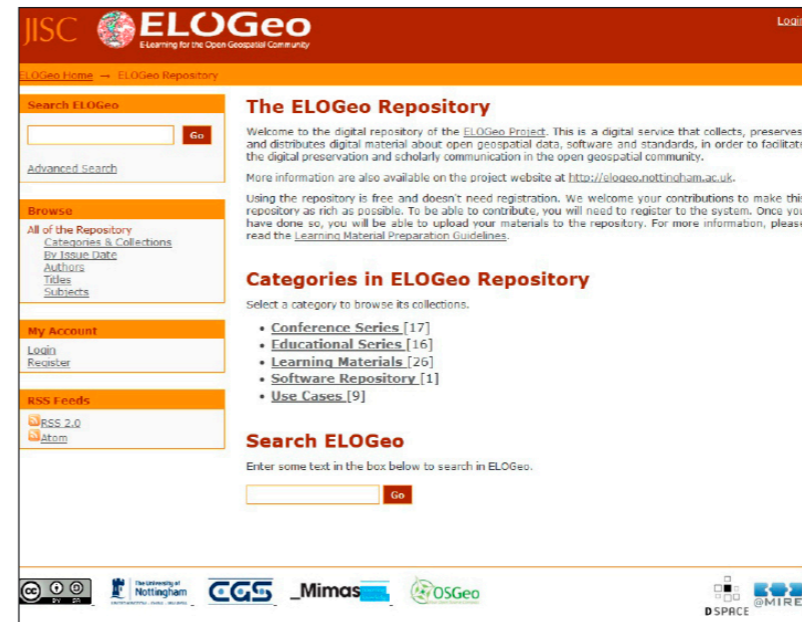 JISC
ELOGeo
E-Learning for the Open Geospatial Community
Login
ELOGeo Home → ELOGeo Repository
Search ELOGeo
Go
Advanced Search
Browse
All of the Repository
Categories & Collections
By Issue Date
Authors
Titles
Subjects
My Account
Login
Register
RSS Feeds
RSS 2.0
Atom
The ELOGeo Repository
Welcome to the digital repository of the ELOGeo Project. This is a digital service that collects, preserves
and distributes digital material about open geospatial data, software and standards, in order to facilitate
the digital preservation and scholarly communication in the open geospatial community.
More information are also available on the project website at http://elogeo.nottingham.ac.uk.
Using the repository is free and doesn't need registration. We welcome your contributions to make this
repository as rich as possible. To be able to contribute, you will need to register to the system. Once you
have done so, you will be able to upload your materials to the repository. For more information, please
read the Learning Material Preparation Guidelines.
Categories in ELOGeo Repository
Select a category to browse its collections.
• Conference Series [17]
• Educational Series [16]
• Learning Materials [26]
• Software Repository [1]
• Use Cases [9]
Search ELOGeo
Enter some text in the box below to search in ELOGeo.
Go
cc
BY
The University of
Nottingham
CGS
_Mimas
OSGeo
DSPACE
@MIRE